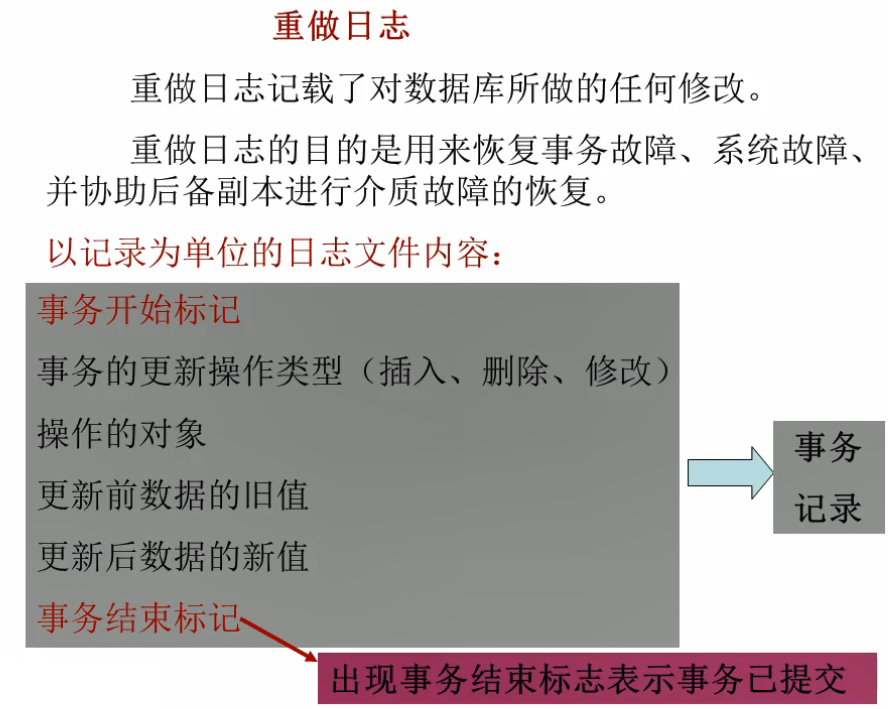 重做日志
重做日志记载了对数据库所做的任何修改。
重做日志的目的是用来恢复事务故障、系统故障、
并协助后备副本进行介质故障的恢复。
以记录为单位的日志文件内容：
事务开始标记
事务的更新操作类型（插入、删除、修改）
操作的对象
更新前数据的旧值
更新后数据的新值
事务结束标记
事务
记录
出现事务结束标志表示事务已提交